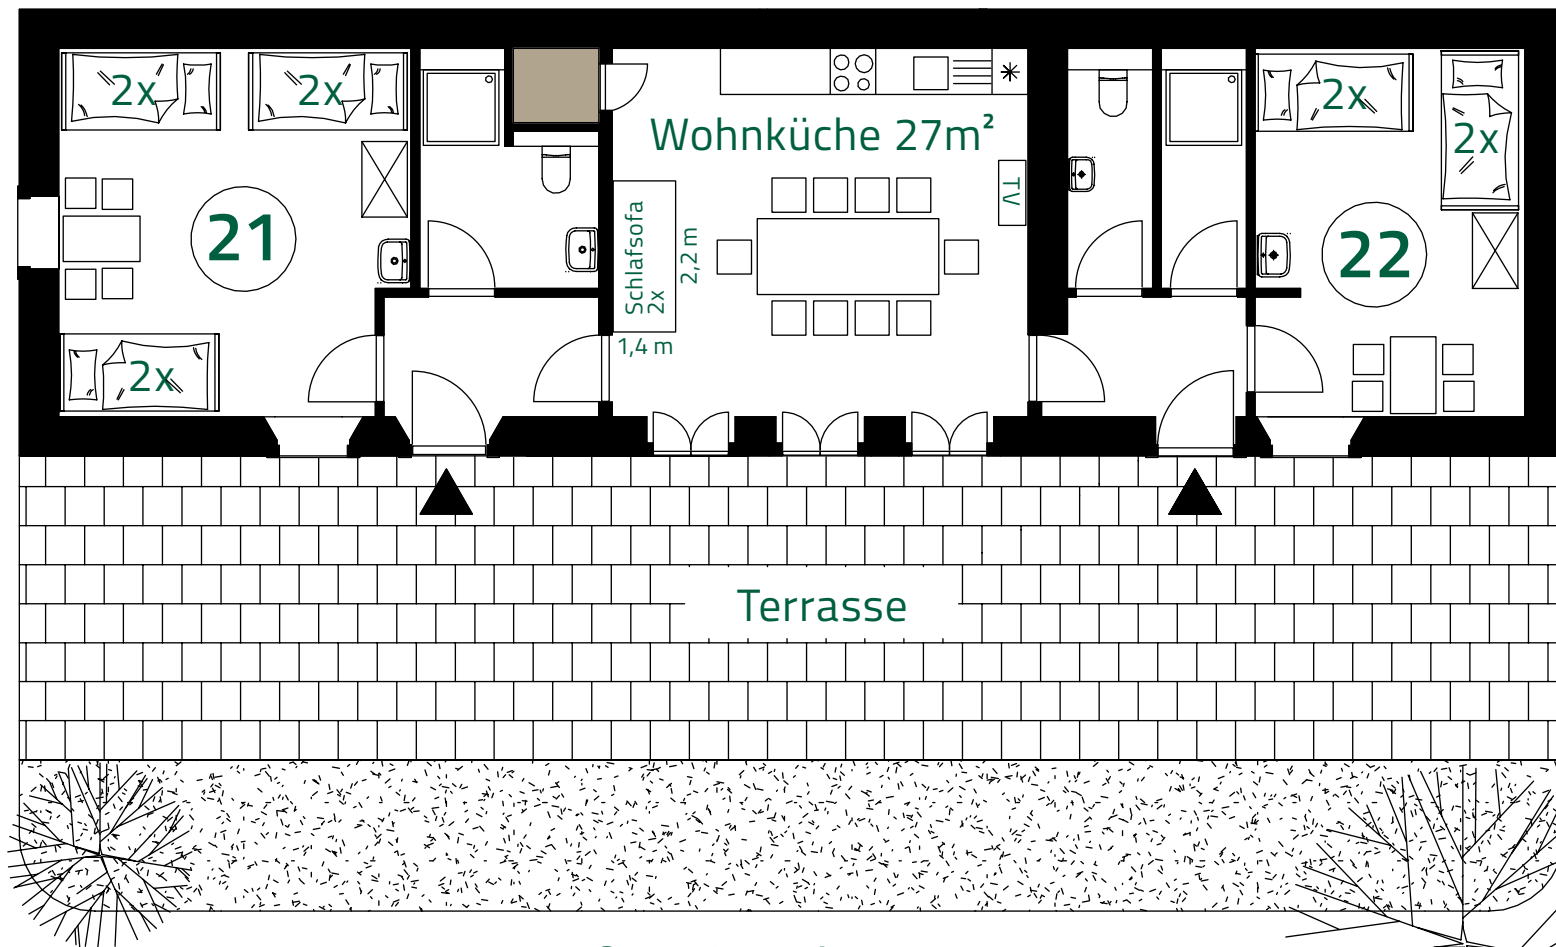 2x
2x
2x
2x
Wohnküche 27m²
TV
21
Schlafsofa
2x
2,2 m
22
1,4 m
2x
Terrasse